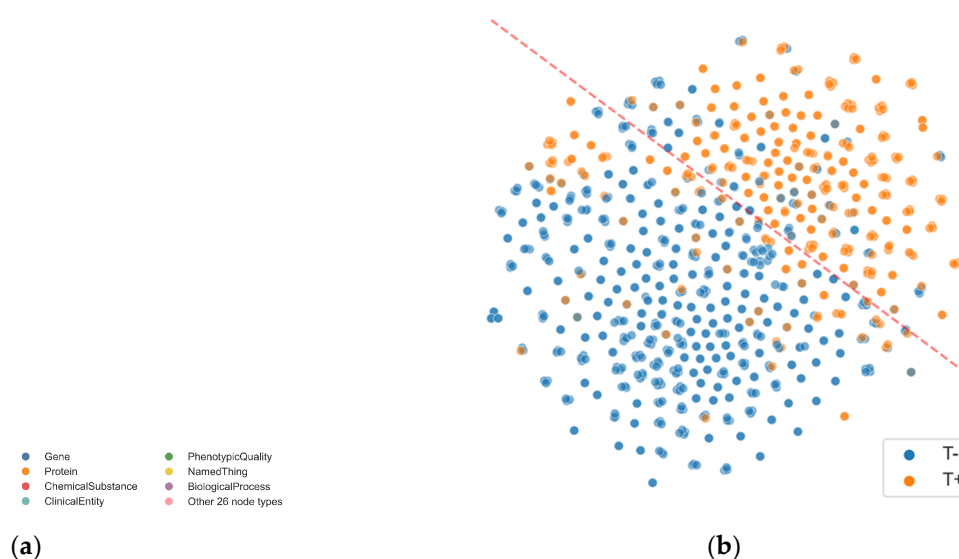 Gene
Protein
ChemicalSubstance
ClinicalEntity
PhenotypicQuality
NamedThing
BiologicalProcess
Other 26 node types
T-
T+
(a)
(b)